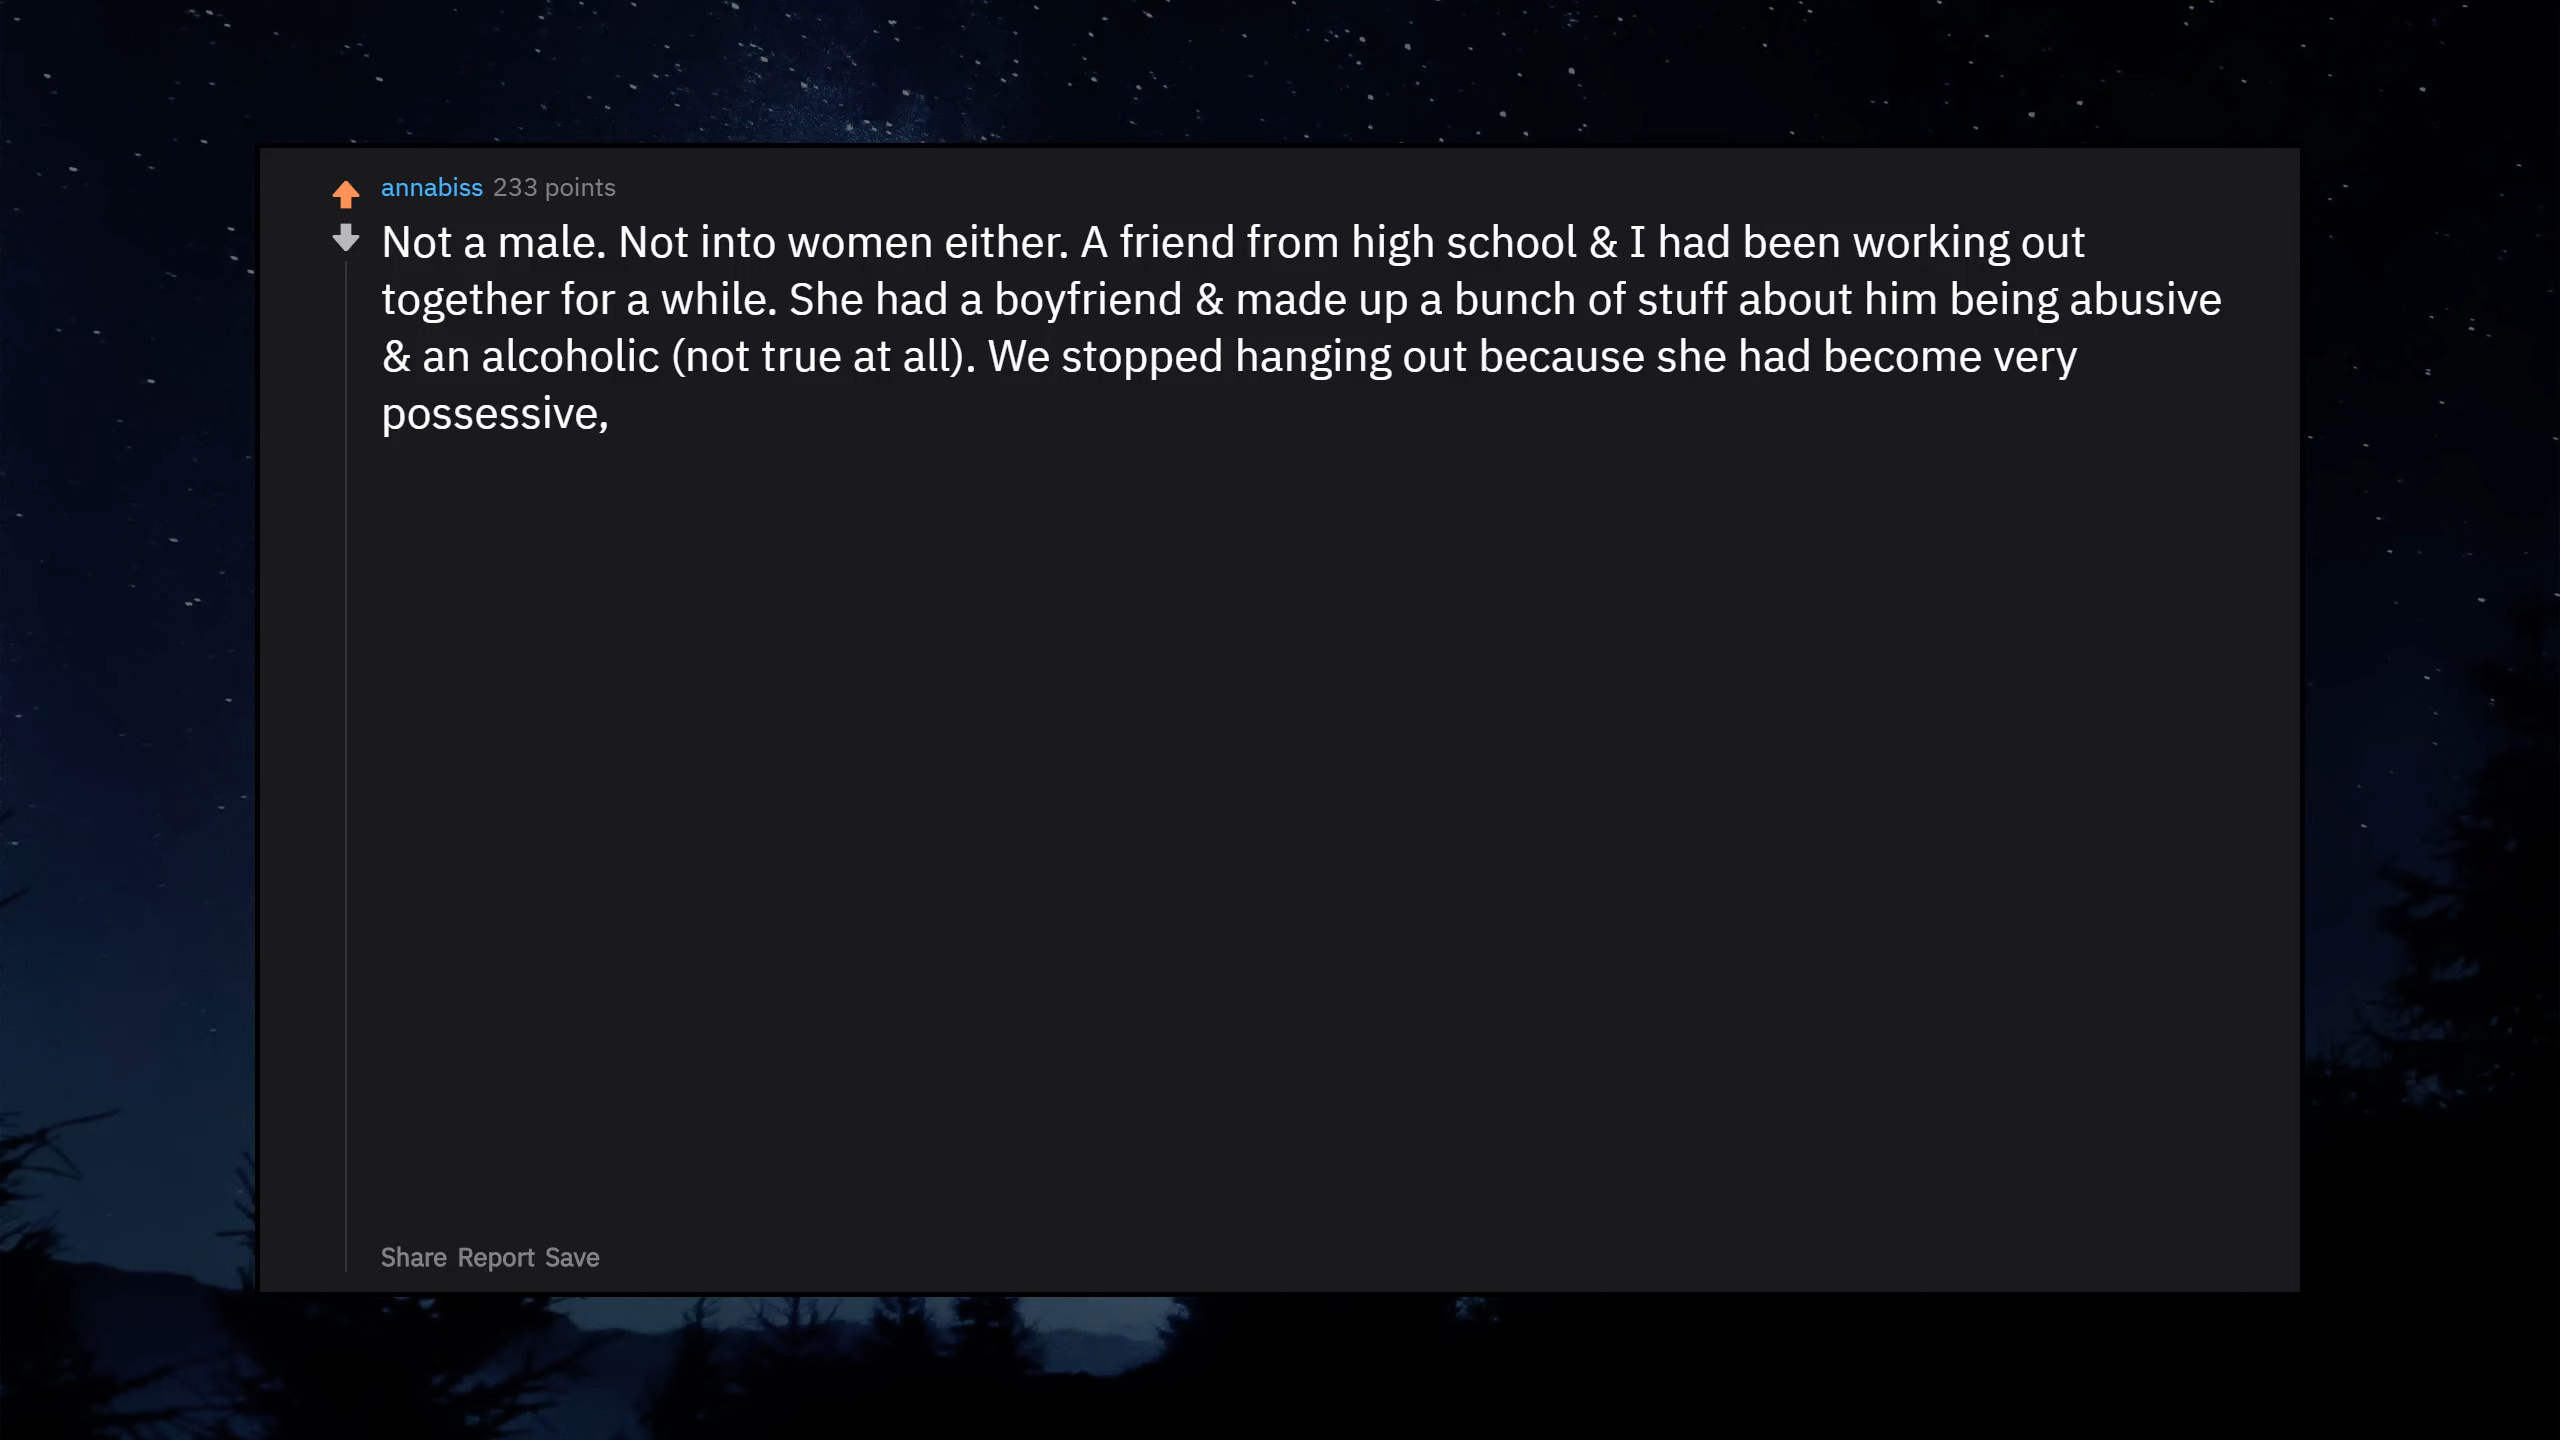 annabiss 233 points
Not a male. Not into women either. A friend from high school & I had been working out
together for a while. She had a boyfriend & made up a bunch of stuff about him being abusive
& an alcoholic (not true at all). We stopped hanging out because she had become very
possessive,
Share Report Save